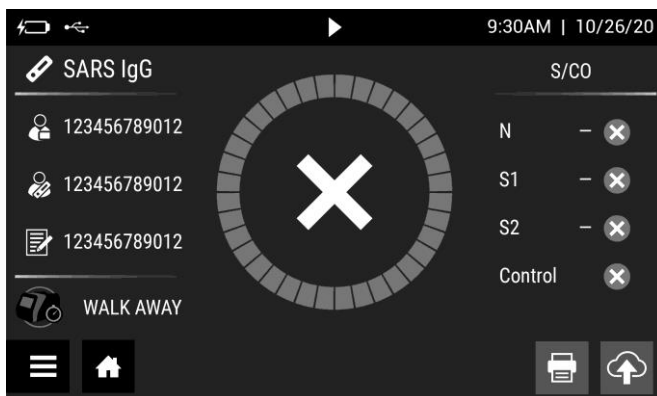 9:30AM | 10/26/20
SARS IgG
123456789012
123456789012
123456789012
WALK AWAY
S/CO
N –
S1 –
S2 –
Control